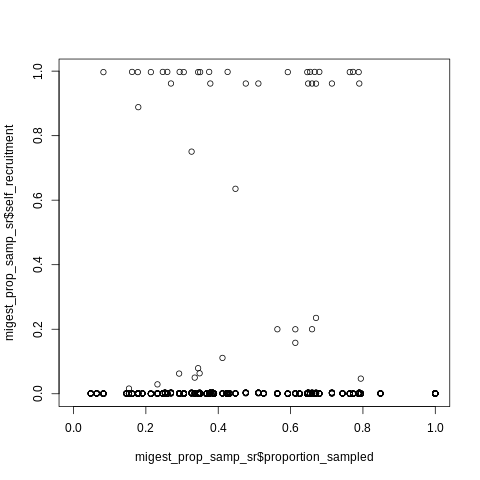 migest_prop_samp_sr$self_recruitment
1.0
0.8
0.6
0.4
0.2
0.0
0.0 0.2 0.4 0.6 0.8 1.0
migest_prop_samp_sr$proportion_sampled